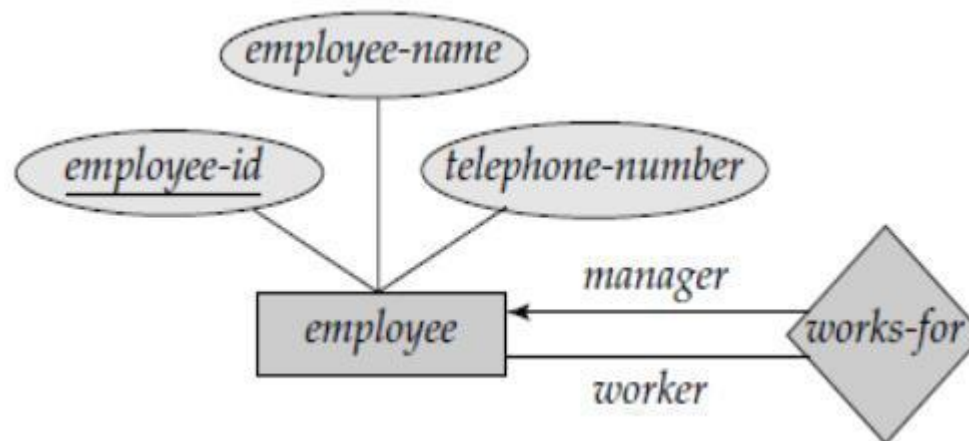 employee-name
employee-id
telephone-number
manager
employee
works-for
worker